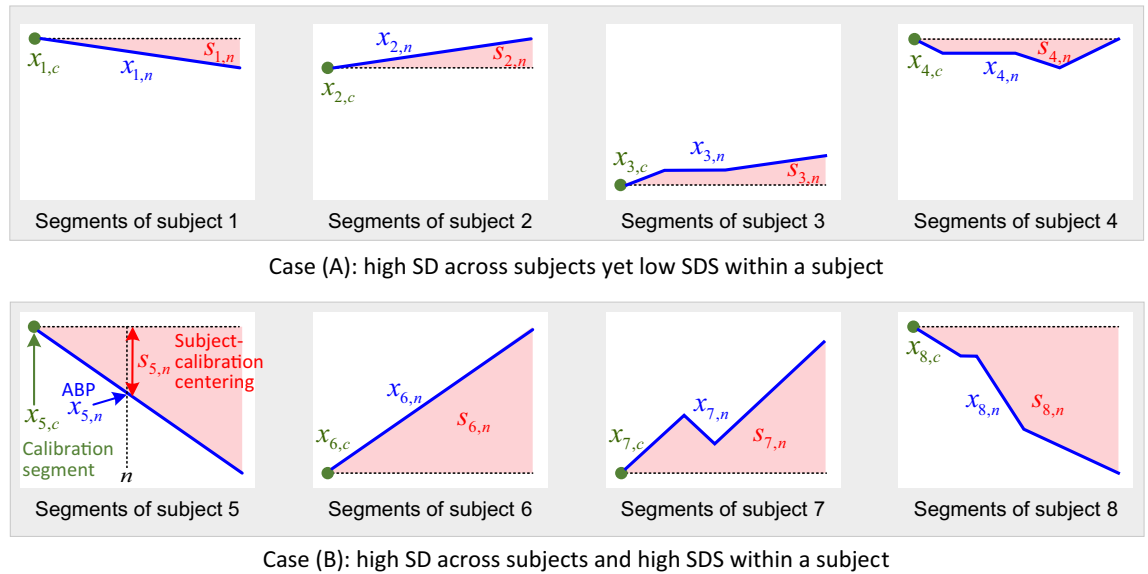 x1,c
x1,n
s1,n
Segments of subject 1
x2,c
x2,n
s2,n
Segments of subject 2
x3,c
x3,n
s3,n
Segments of subject 3
x4,c
x4,n
s4,n
Segments of subject 4
Case (A): high SD across subjects yet low SDS within a subject
x5,c
Calibration
segment
ABP
x5,n
s5,n
Subject-
calibration
centering
n
Segments of subject 5
x6,c
x6,n
s6,n
Segments of subject 6
x7,c
x7,n
s7,n
Segments of subject 7
x8,c
x8,n
s8,n
Segments of subject 8
Case (B): high SD across subjects and high SDS within a subject